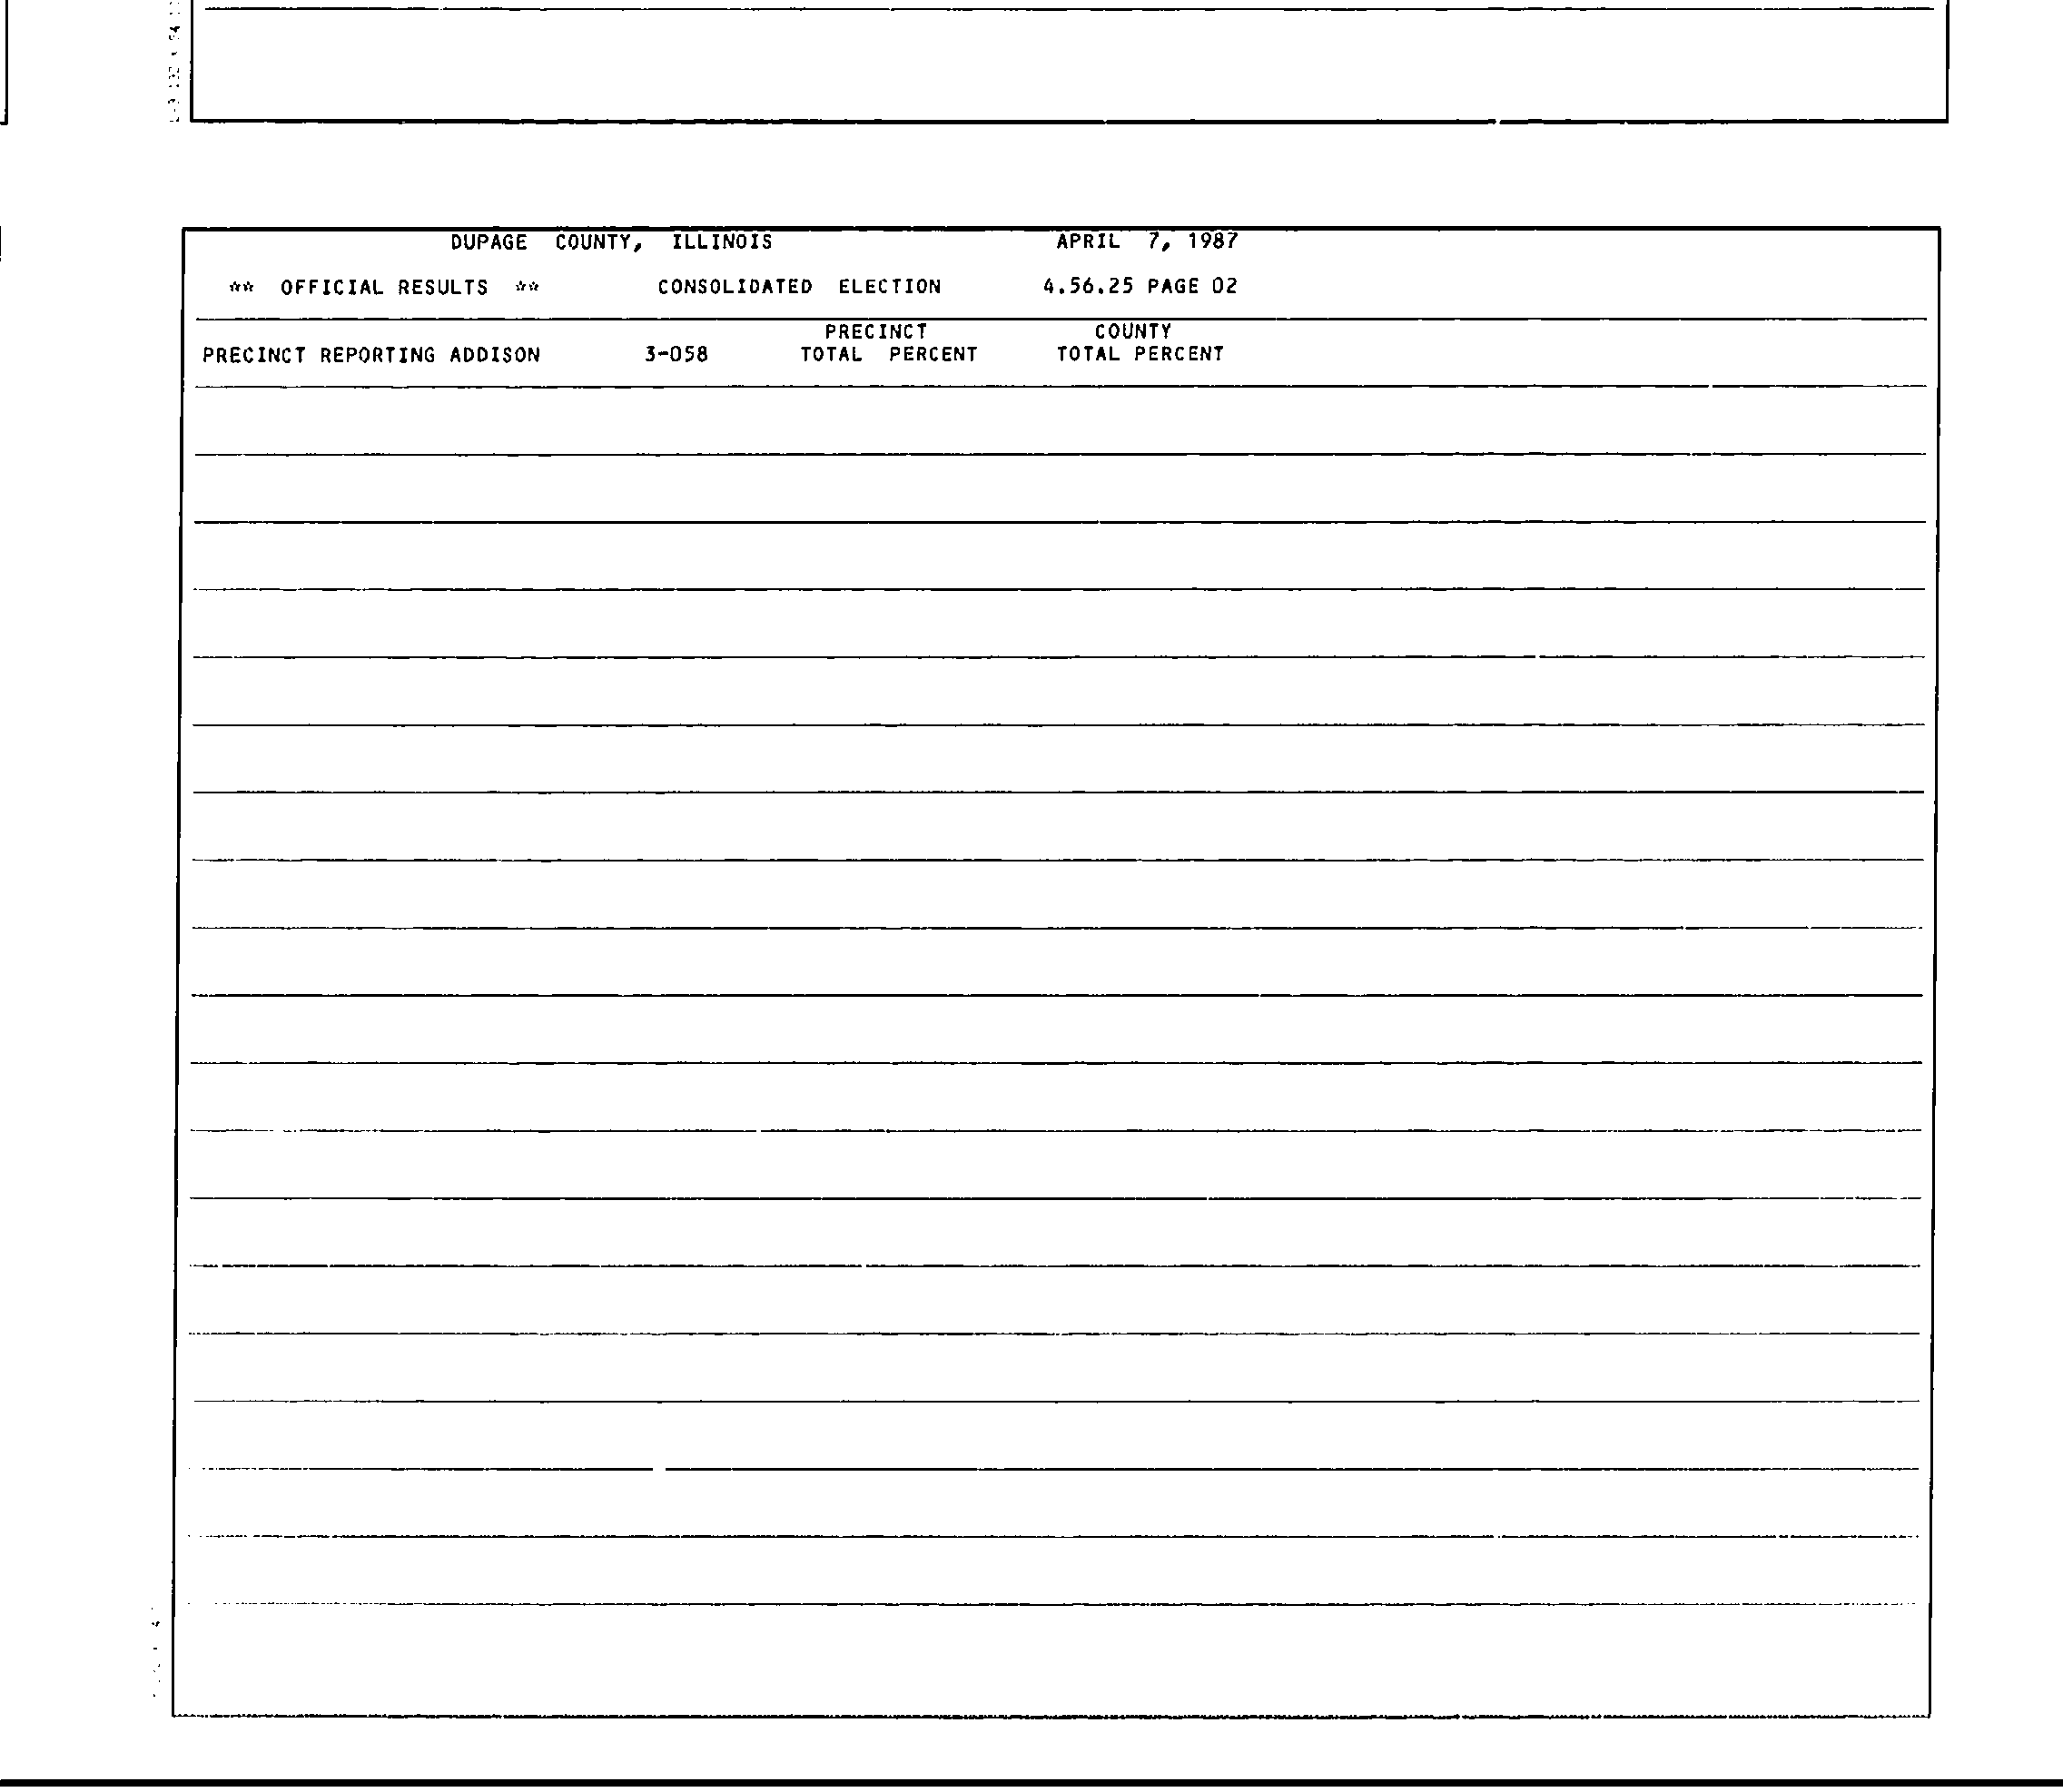 DUPAGE COUNTY, ILLINOIS APRIL 7, 1987
** OFFICIAL RESULTS ** CONSOLIDATED ELECTION 4.56.25 PAGE 02
PRECINCT COUNTY
PRECINCT REPORTING ADDISON 3-058 TOTAL PERCENT TOTAL PERCENT